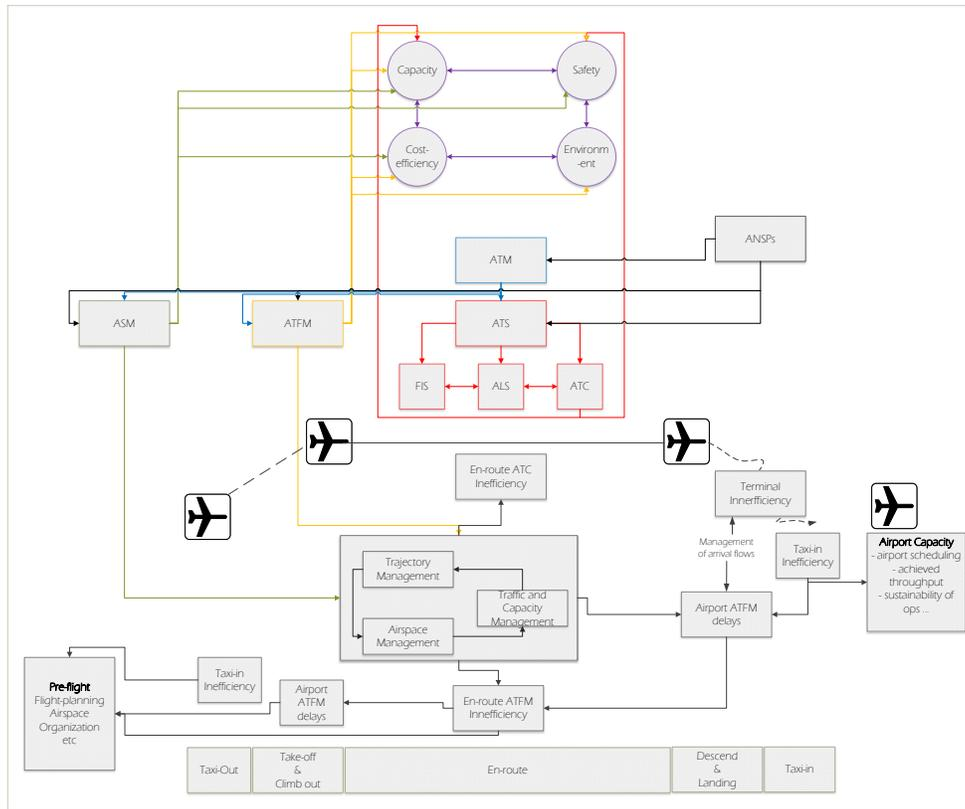 Capacity
Safety
Cost-
efficiency
Environm
-ent
ANSPs
ATM
ASM
ATFM
ATS
FIS
ALS
ATC
En-route ATC
Inefficiency
Terminal
Innerfficiency
Management
of arrival flows
Taxi-in
Inefficiency
Airport Capacity
- airport scheduling
- achieved
throughput
- sustainability of
ops ...
Trajectory
Management
Traffic and
Capacity
Management
Airspace
Management
Airport ATFM
delays
Pre-flight
Flight-planning
Airspace
Organization
etc
Taxi-in
Inefficiency
Airport
ATFM
delays
En-route ATFM
Innefficiency
Taxi-Out
Take-off
&
Climb out
En-route
Descend
&
Landing
Taxi-in